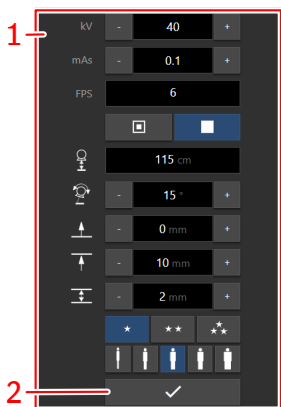 1
kV - 40 +
mAs - 0.1 +
FPS 6
115 cm
- 15 ° +
- 0 mm +
- 10 mm +
- 2 mm +
2